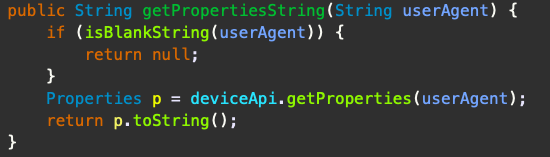 public String getPropertiesString(String userAgent) {
    if (isBlankString(userAgent)) {
        return null;
    }
    Properties p = deviceApi.getProperties(userAgent);
    return p.toString();
}